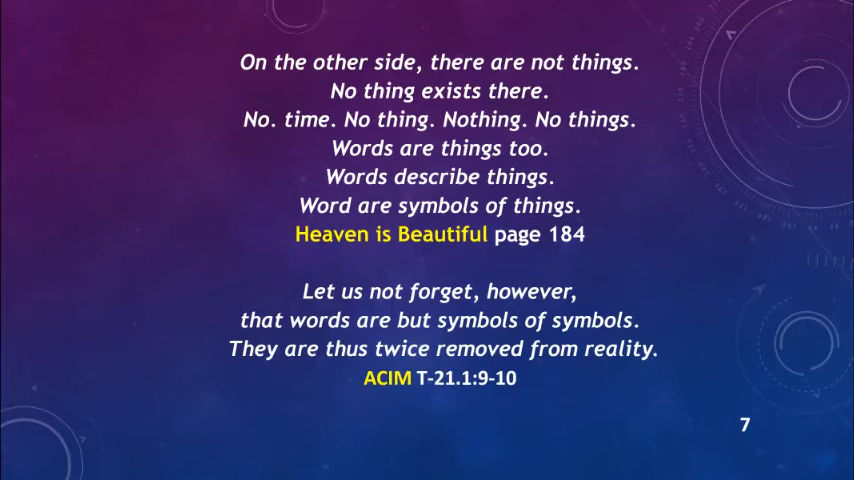 On the other side, there are not things.
No thing exists there.
No. time. No thing. Nothing. No things.
Words are things too.
Words describe things.
Word are symbols of things.
Heaven is Beautiful page 184
Let us not forget, however,
that words are but symbols of symbols.
They are thus twice removed from reality.
ACIM T-21.1:9-10
7